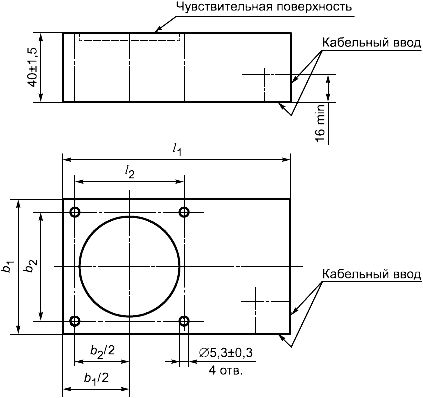 Чувствительная поверхность
Кабельный ввод
40±1,5
16 min
l1
l2
b1
b2
Кабельный ввод
b2/2
∅5,3±0,3
4 отв.
b1/2